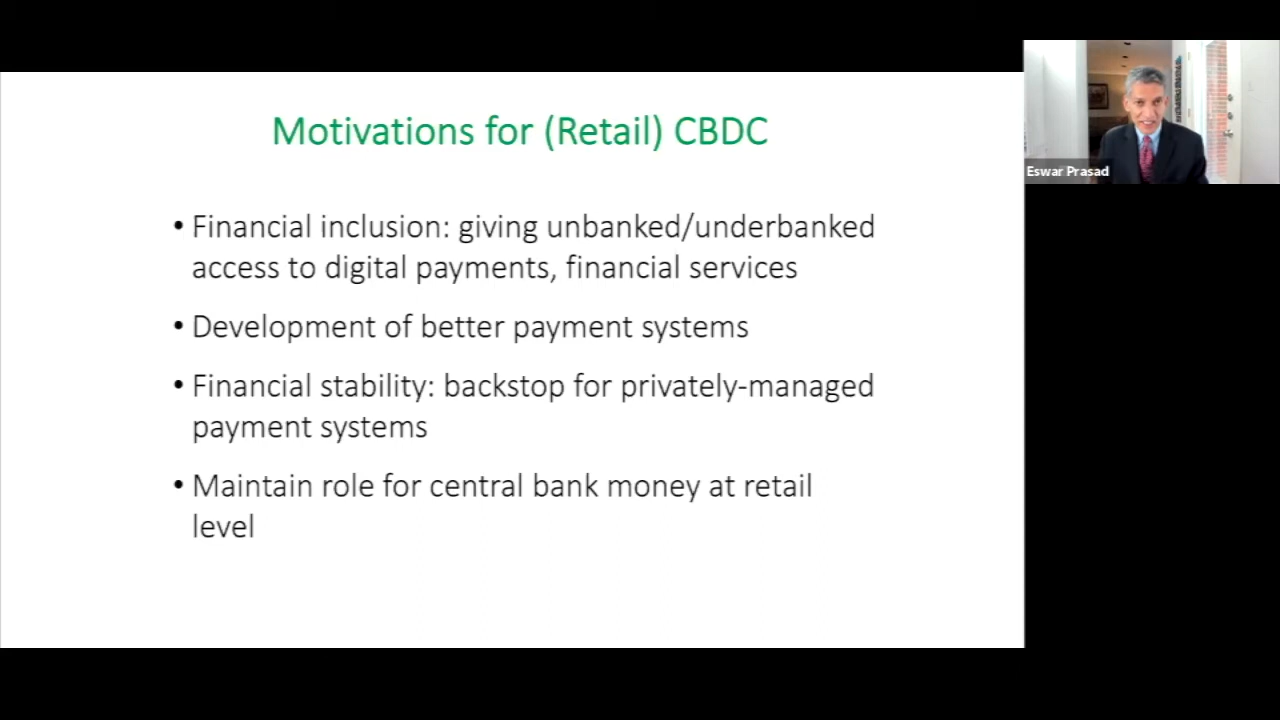 Motivations for (Retail) CBDC
• Financial inclusion: giving unbanked/underbanked
access to digital payments, financial services
• Development of better payment systems
• Financial stability: backstop for privately-managed
payment systems
• Maintain role for central bank money at retail
level
Eswar Prasad